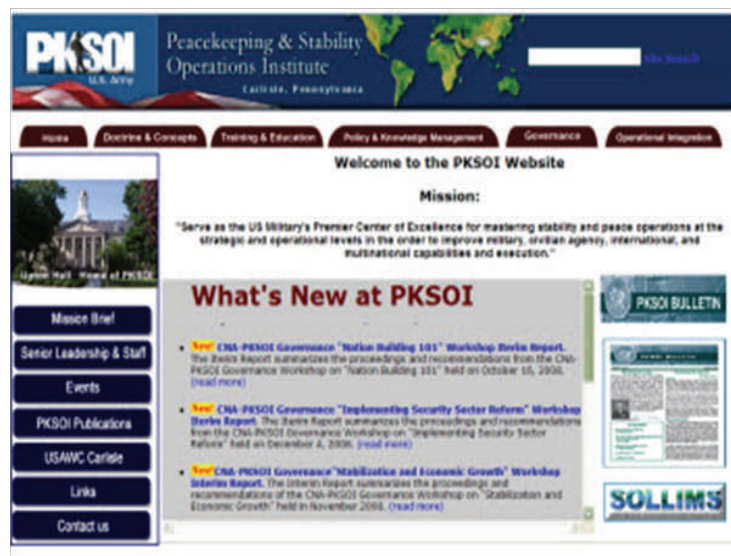 PKSOI
U.S. Army
Peacekeeping & Stability
Operations Institute
Carlisle, Pennsylvania
Site Search
Home
Doctrine & Concepts
Training & Education
Policy & Knowledge Management
Governance
Operational Integration
Welcome to the PKSOI Website
Mission:
"Serve as the US Military's Premier Center of Excellence for mastering stability and peace operations at the
strategic and operational levels in the order to improve military, civilian agency, international, and
multinational capabilities and execution."
Upton Hall Home of PKSOI
Mission Brief
Senior Leadership & Staff
Events
PKSOI Publications
USAWC Carlisle
Links
Contact us
What's New at PKSOI
• New! CNA-PKSOI Governance "Nation Building 101" Workshop Iterim Report.
The Iterim Report summarizes the proceedings and recommendations from the CNA-
PKSOI Governance Workshop on "Nation Building 101" held on October 16, 2008.
(read more)
• New! CNA-PKSOI Governance "Implementing Security Sector Reform" Workshop
Iterim Report. The Iterim Report summarizes the proceedings and recommendations
from the CNA-PKSOI Governance Workshop on "Implementing Security Sector
Reform" held on December 4, 2008. (read more)
• New! CNA-PKSOI Governance"Stabilization and Economic Growth" Workshop
Interim Report. The Interim Report summarizes the proceedings and
recommendations of the CNA-PKSOI Governance Workshop on "Stabilization and
Economic Growth" held in November 2008. (read more)
PKSOI BULLETIN
SOLLIMS